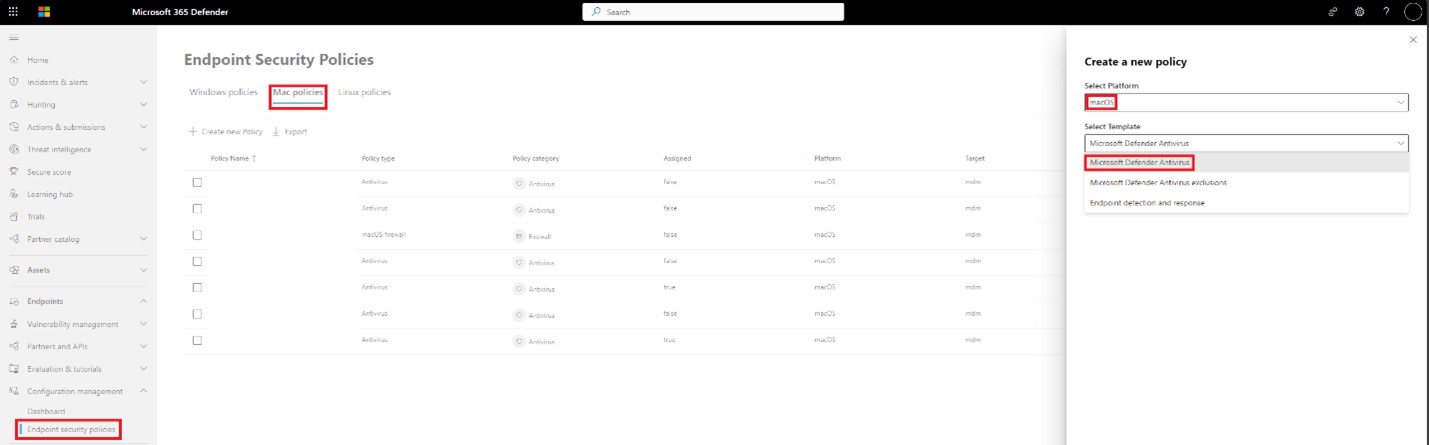 Microsoft 365 Defender
Search
?
Home
Incidents & alerts
Hunting
Actions & submissions
Threat intelligence
Secure score
Learning hub
Trials
Partner catalog
Assets
Endpoints
Vulnerability management
Partners and APIs
Evaluation & tutorials
Configuration management
Dashboard
Endpoint security policies
Endpoint Security Policies
Windows policies Mac policies Linux policies
Create new Policy Export
Policy Name ↑ Policy type Policy category Assigned Platform Target
Antivirus Antivirus false macOS mdm
Antivirus Antivirus false macOS mdm
macOS firewall Firewall false macOS mdm
Antivirus Antivirus false macOS mdm
Antivirus Antivirus true macOS mdm
Antivirus Antivirus false macOS mdm
Antivirus Antivirus true macOS mdm
Create a new policy
Select Platform
macOS
Select Template
Microsoft Defender Antivirus
Microsoft Defender Antivirus
Microsoft Defender Antivirus exclusions
Endpoint detection and response